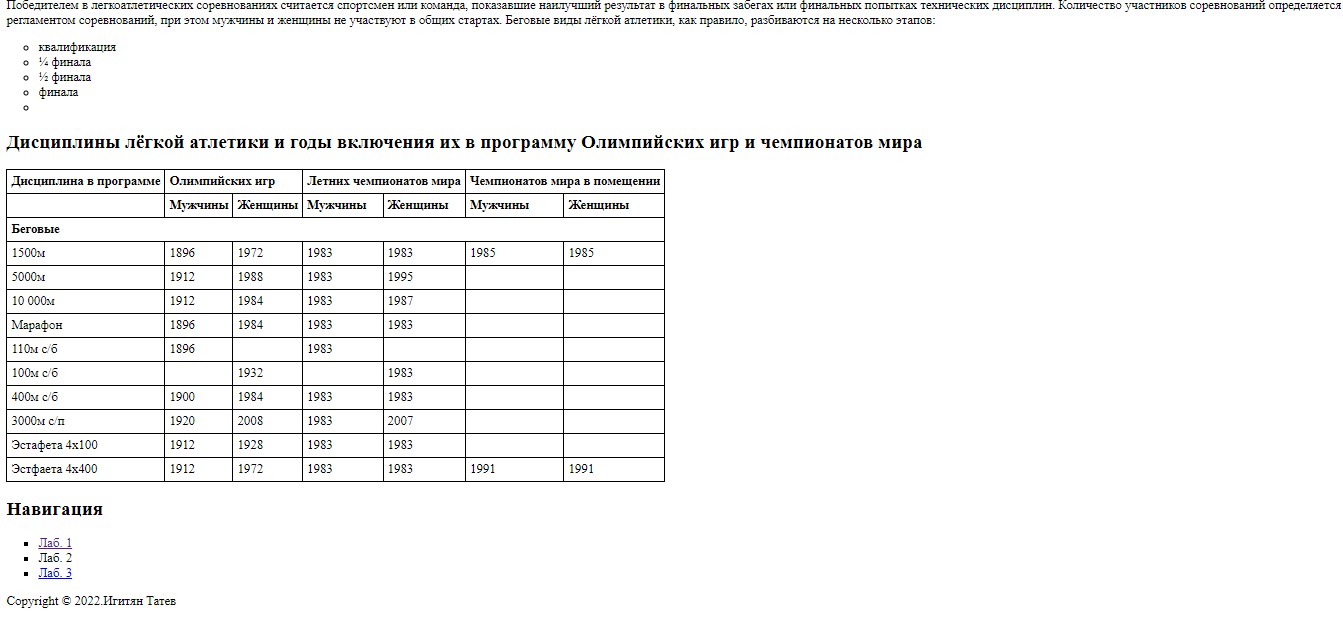 Победителем в легкоатлетических соревнованиях считается спортсмен или команда, показавшие наилучший результат в финальных забегах или финальных попытках технических дисциплин. Количество участников соревнований определяется
регламентом соревнований, при этом мужчины и женщины не участвуют в общих стартах. Беговые виды лёгкой атлетики, как правило, разбиваются на несколько этапов:
квалификация
¼ финала
½ финала
финала
Дисциплины лёгкой атлетики и годы включения их в программу Олимпийских игр и чемпионатов мира
Дисциплина в программе Олимпийских игр Летних чемпионатов мира Чемпионатов мира в помещении
Мужчины Женщины Мужчины Женщины Мужчины Женщины
Беговые
1500м 1896 1972 1983 1983 1985 1985
5000м 1912 1988 1983 1995
10 000м 1912 1984 1983 1987
Марафон 1896 1984 1983 1983
110м с/б 1896 1983
100м с/б 1932 1983
400м с/б 1900 1984 1983 1983
3000м с/п 1920 2008 1983 2007
Эстафета 4x100 1912 1928 1983 1983
Эстфаета 4x400 1912 1972 1983 1983 1991 1991
Навигация
Лаб. 1
Лаб. 2
Лаб. 3
Copyright © 2022.Игитян Татев